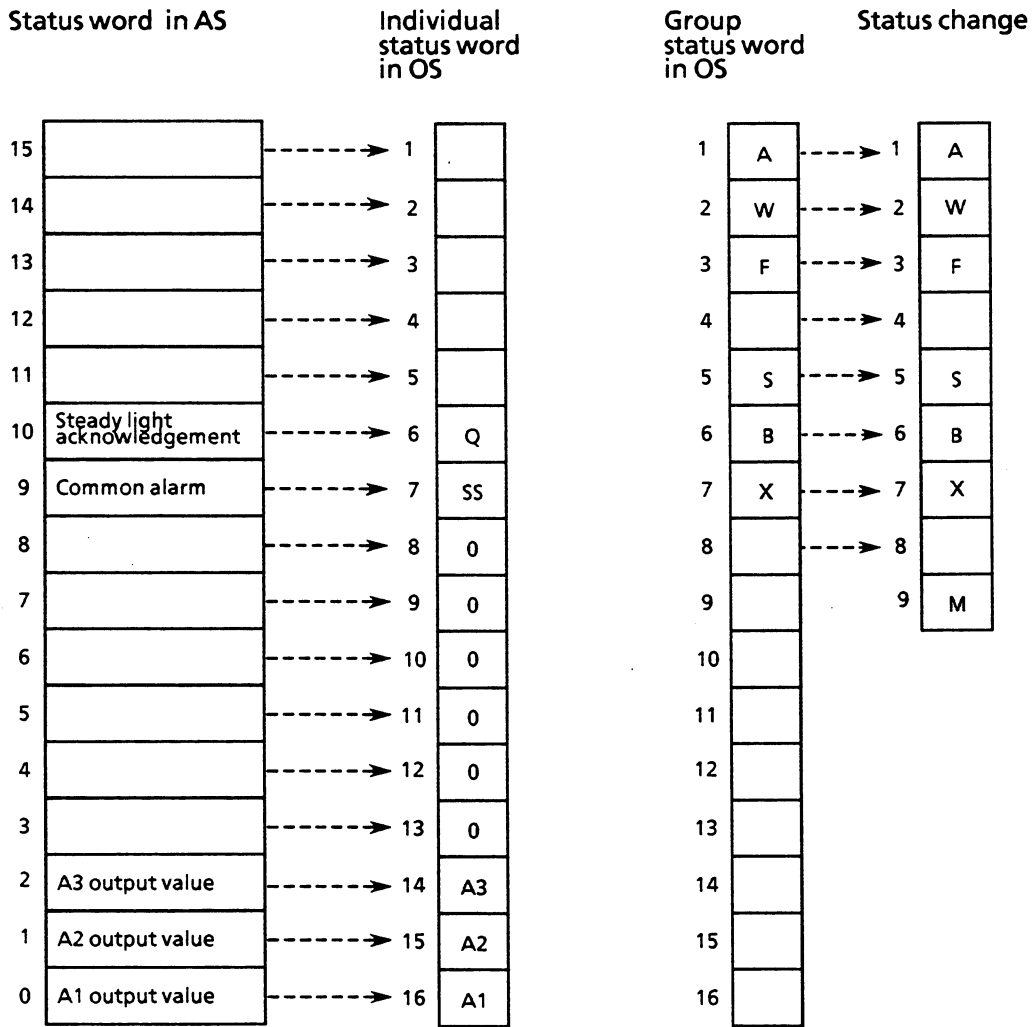 Status word in AS
Individual
status word
in OS
Group
status word
in OS
Status change
15 1 1 A 1 A
14 2 2 W 2 W
13 3 3 F 3 F
12 4 4 4
11 5 5 S 5 S
10 Steady light
acknowledgement 6 Q 6 B 6 B
9 Common alarm 7 SS 7 X 7 X
8 8 0 8 8
7 9 0 9 9 M
6 10 0 10
5 11 0 11
4 12 0 12
3 13 0 13
2 A3 output value 14 A3 14
1 A2 output value 15 A2 15
0 A1 output value 16 A1 16